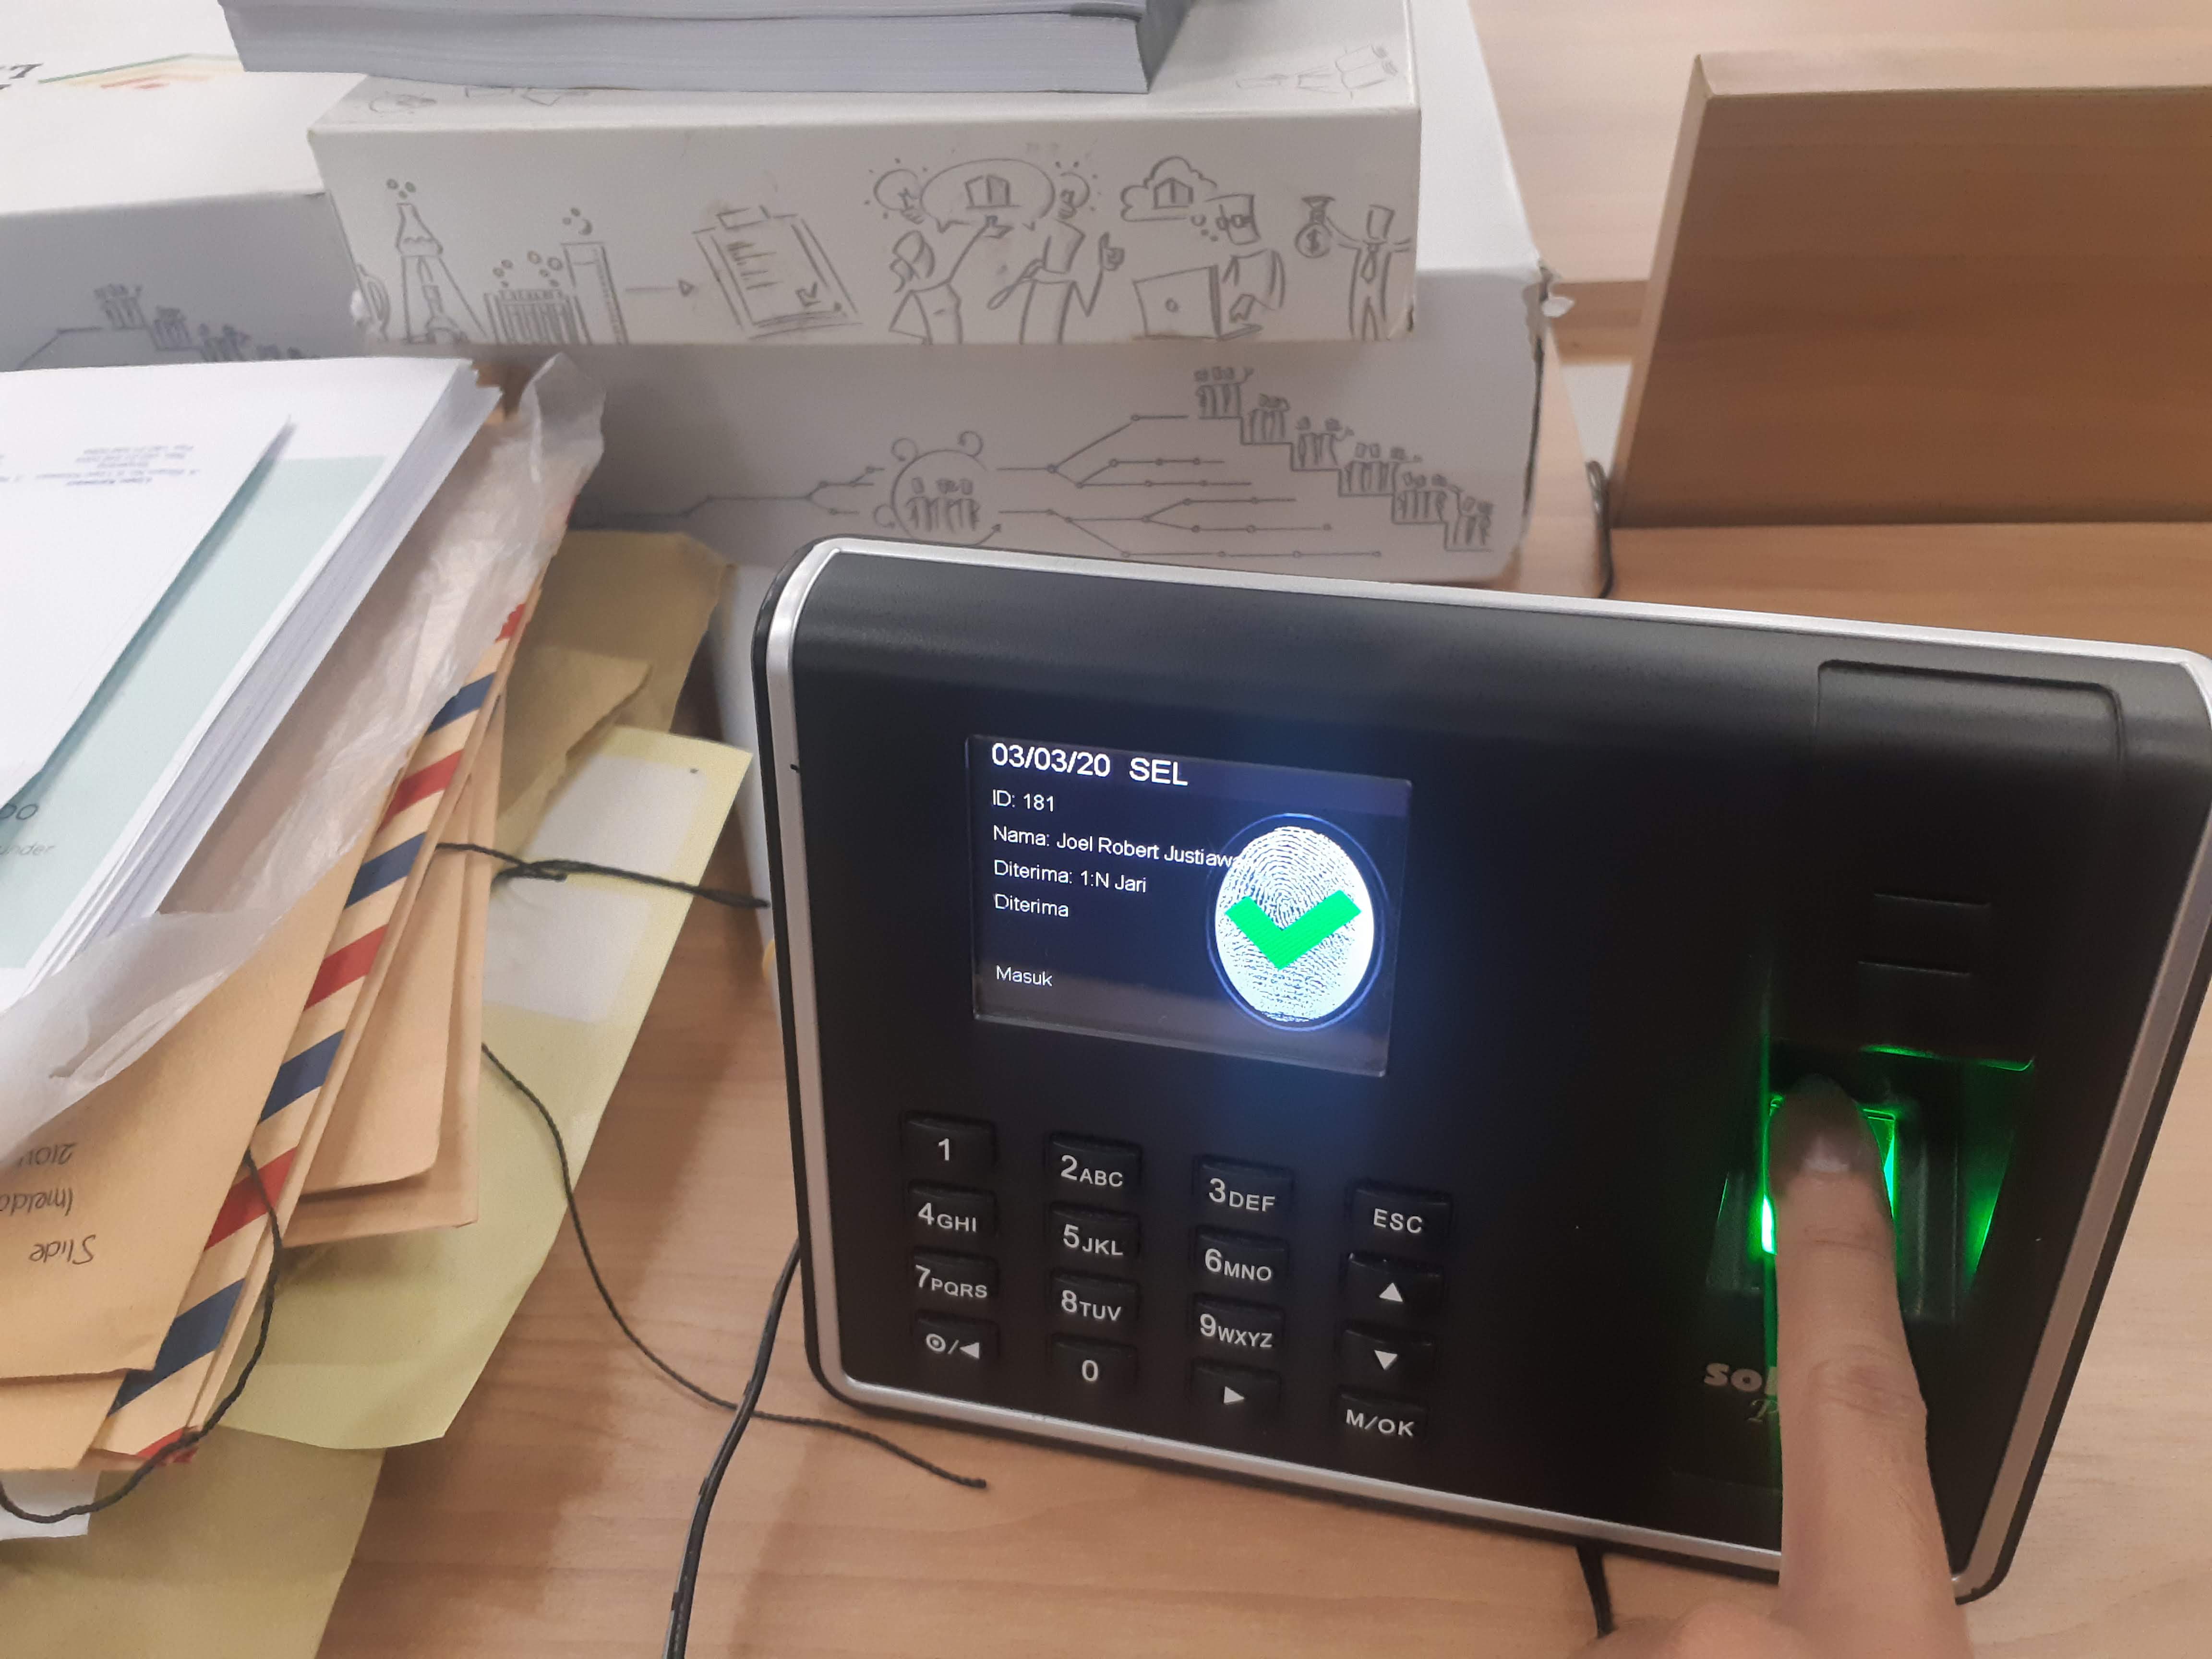 03/03/20 SEL
ID: 181
Nama: Joel Robert Justiaw
Diterima: 1:N Jari
Diterima
Masuk
1
2ABC
3DEF
ESC
4GHI
5JKL
6MNO
7PQRS
8TUV
9WXYZ
0
M/OK
Slide